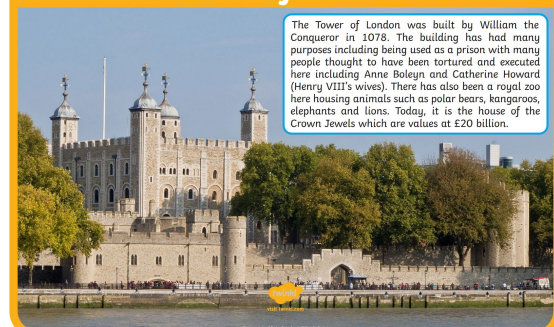 The Tower of London was built by William the
Conqueror in 1078. The building has had many
purposes including being used as a prison with many
people thought to have been tortured and executed
here including Anne Boleyn and Catherine Howard
(Henry VIII's wives). There has also been a royal zoo
here housing animals such as polar bears, kangaroos,
elephants and lions. Today, it is the house of the
Crown Jewels which are values at £20 billion.